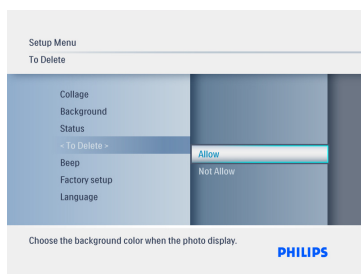 Setup Menu
To Delete
Collage
Background
Status
< To Delete >
Beep
Factory setup
Language
Allow
Not Allow
Choose the background color when the photo display.
PHILIPS